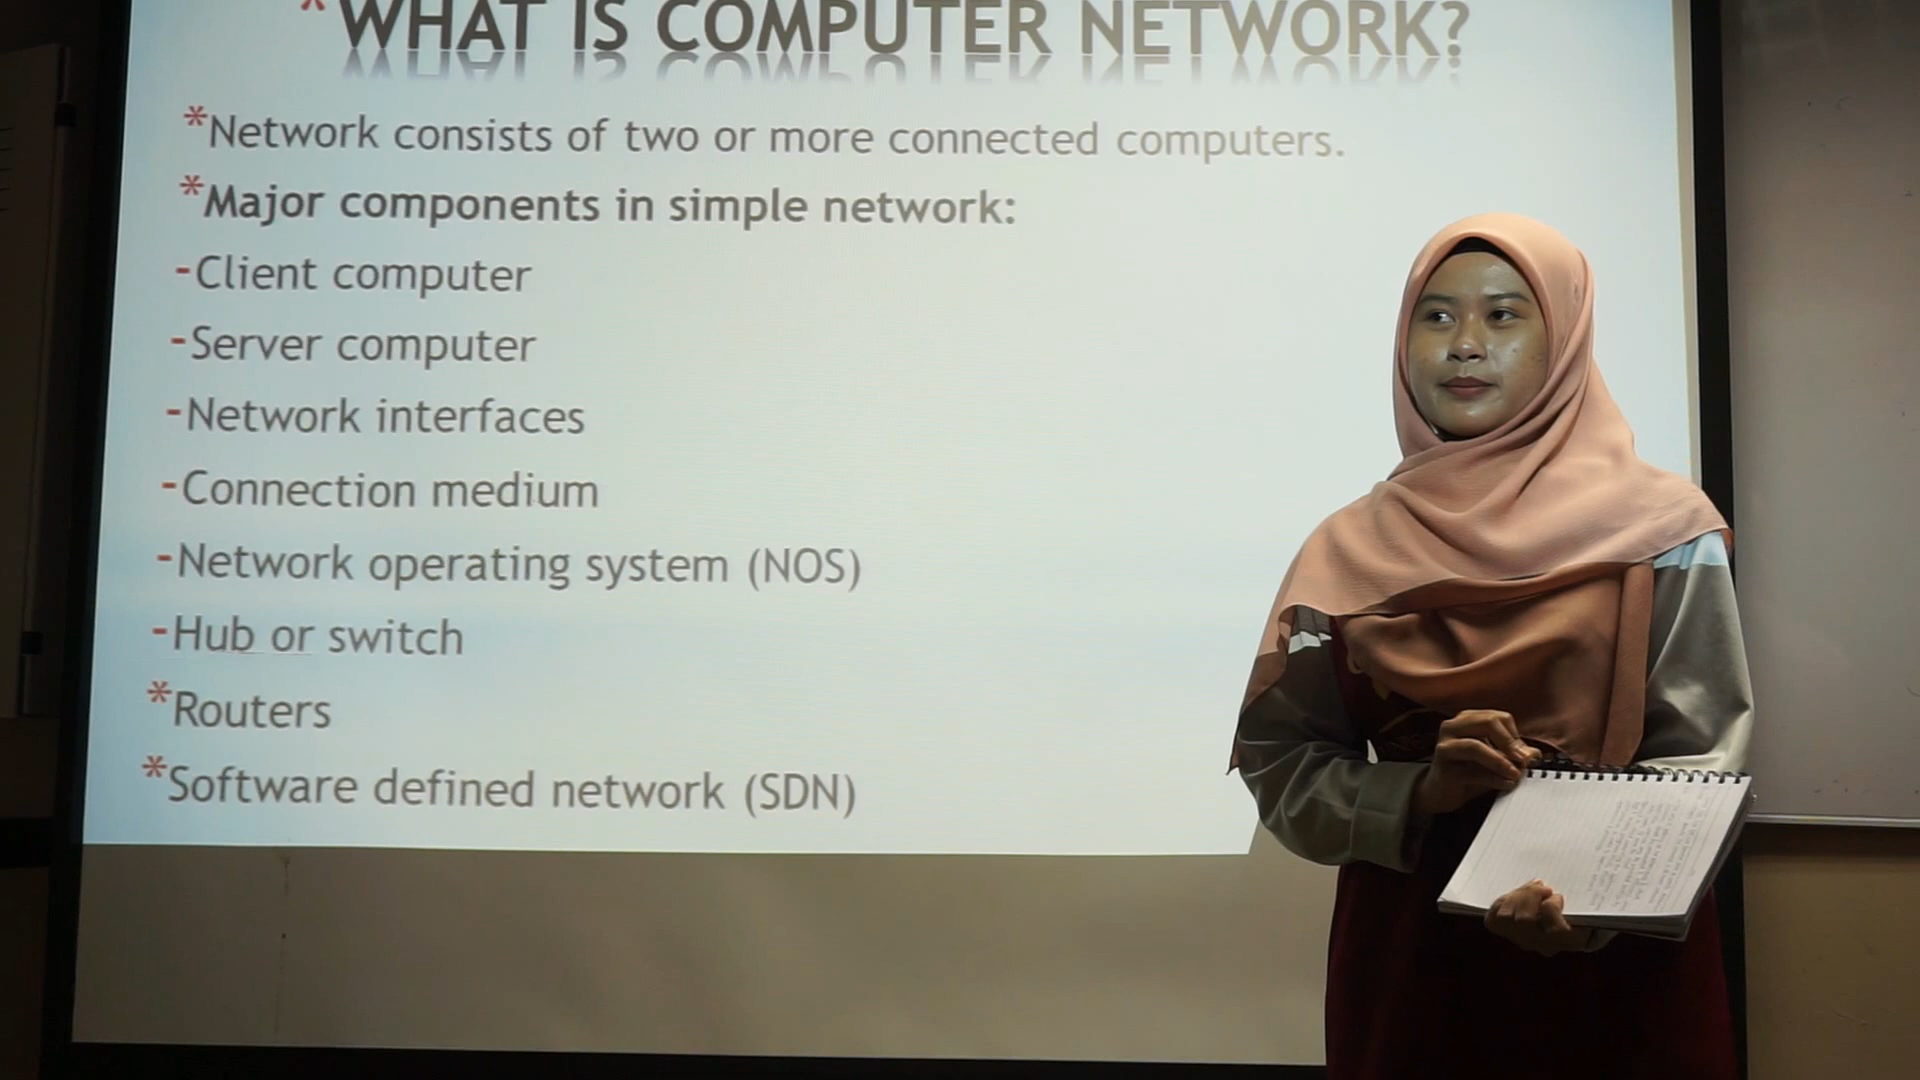 *WHAT IS COMPUTER NETWORK?
*Network consists of two or more connected computers.
*Major components in simple network:
-Client computer
-Server computer
-Network interfaces
-Connection medium
-Network operating system (NOS)
-Hub or switch
*Routers
*Software defined network (SDN)